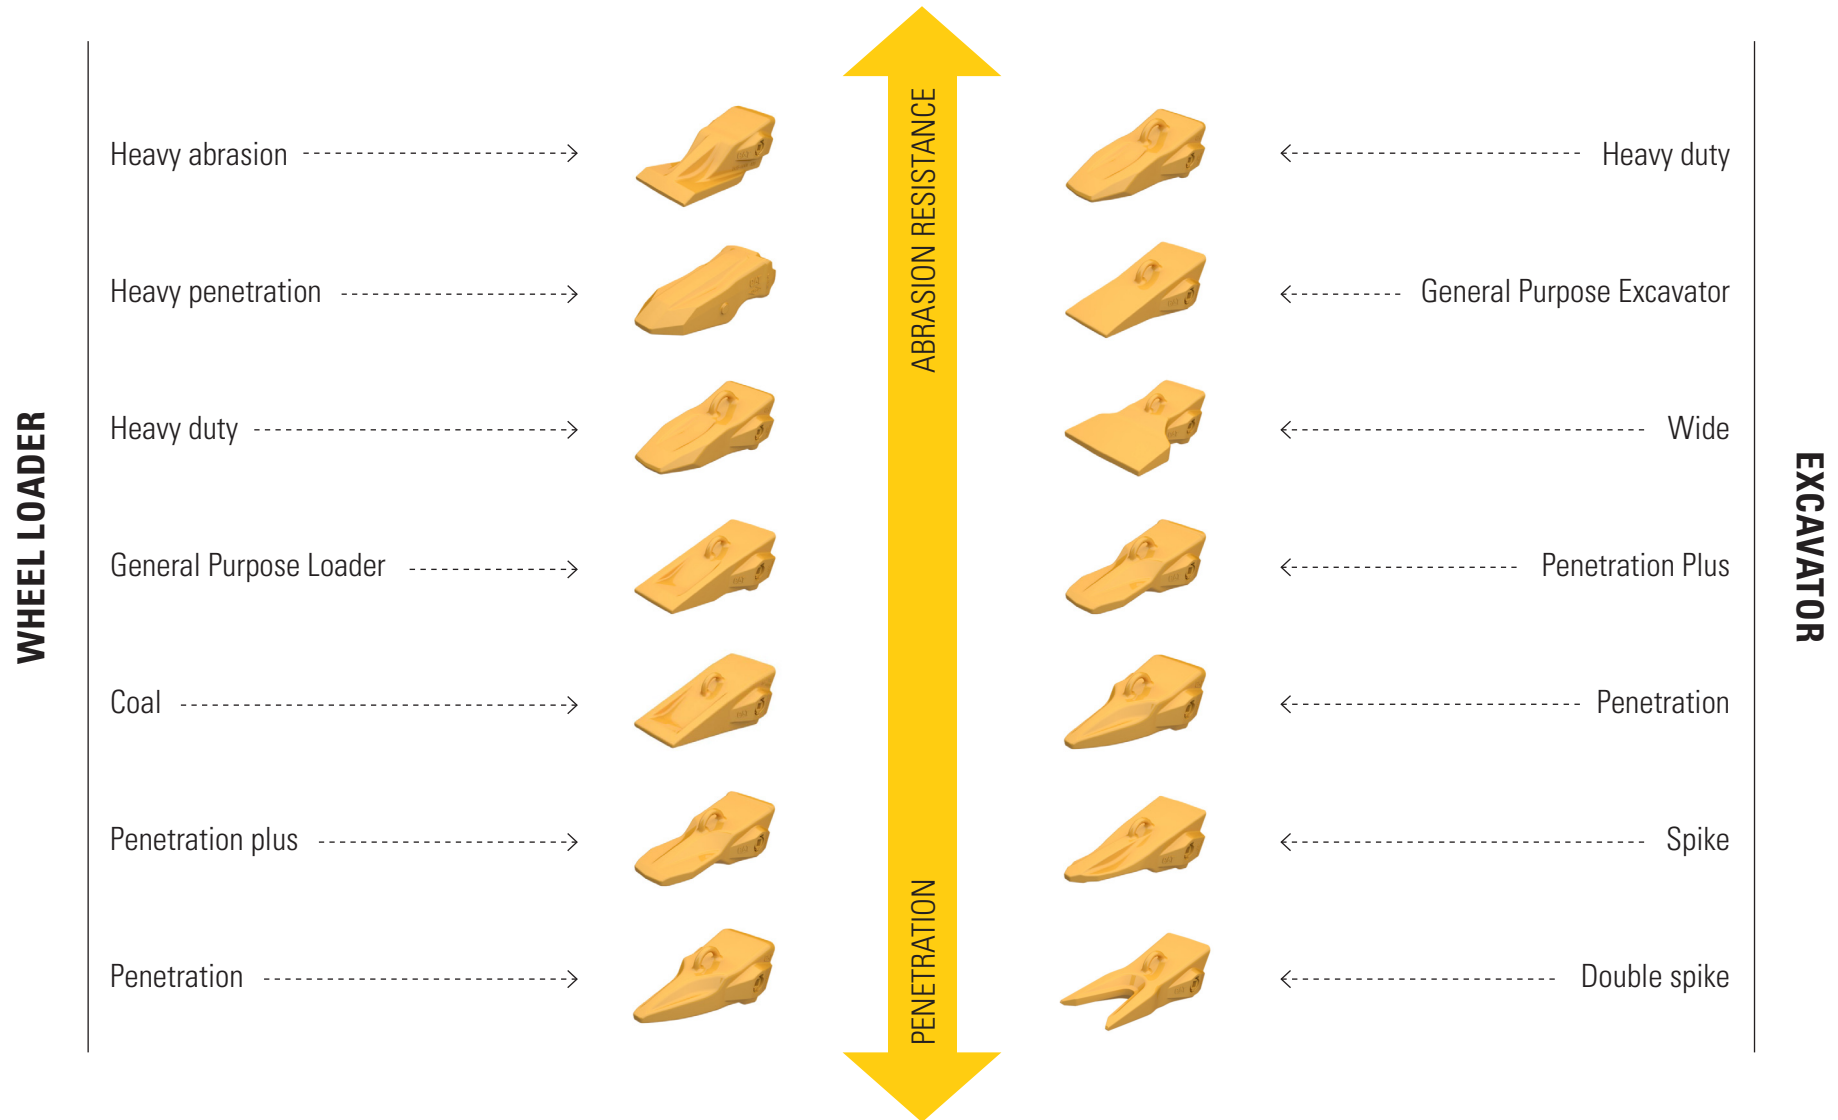 WHEEL LOADER
Heavy abrasion
Heavy penetration
Heavy duty
General Purpose Loader
Coal
Penetration plus
Penetration
ABRASION RESISTANCE
PENETRATION
Heavy duty
General Purpose Excavator
Wide
Penetration Plus
Penetration
Spike
Double spike
EXCAVATOR